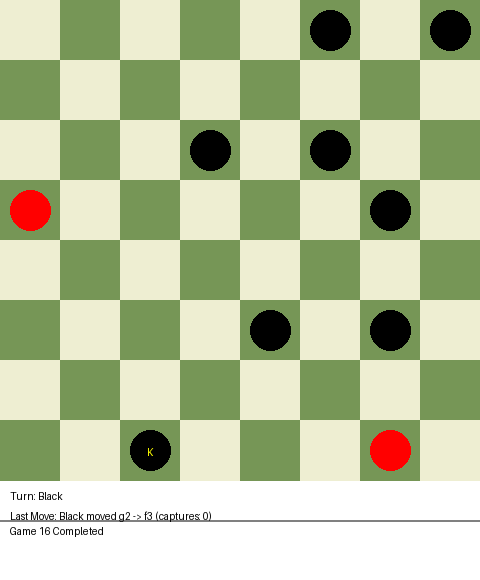 K
Turn: Black
Last Move: Black moved g2 -> f3 (captures: 0)
Game 16 Completed